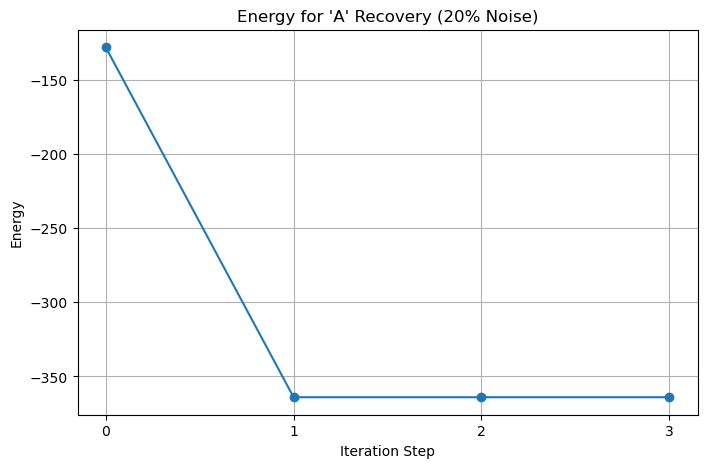 Energy for 'A' Recovery (20% Noise)
Energy
−150
−200
−250
−300
−350
0 1 2 3
Iteration Step